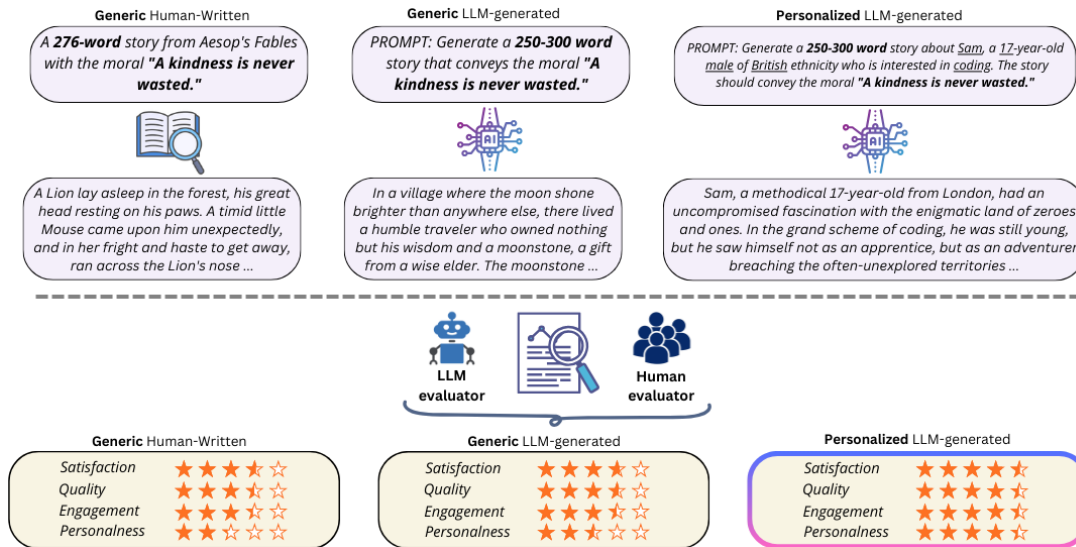 Generic Human-Written
A 276-word story from Aesop's Fables
with the moral "A kindness is never
wasted."
Generic LLM-generated
PROMPT: Generate a 250-300 word
story that conveys the moral "A
kindness is never wasted."
Personalized LLM-generated
PROMPT: Generate a 250-300 word story about Sam, a 17-year-old
male of British ethnicity who is interested in coding. The story
should convey the moral "A kindness is never wasted."
AI
AI
A Lion lay asleep in the forest, his great
head resting on his paws. A timid little
Mouse came upon him unexpectedly,
and in her fright and haste to get away,
ran across the Lion's nose ...
In a village where the moon shone
brighter than anywhere else, there lived
a humble traveler who owned nothing
but his wisdom and a moonstone, a gift
from a wise elder. The moonstone ...
Sam, a methodical 17-year-old from London, had an
uncompromised fascination with the enigmatic land of zeroes
and ones. In the grand scheme of coding, he was still young,
but he saw himself not as an apprentice, but as an adventurer
breaching the often-unexplored territories ...
LLM
evaluator
Human
evaluator
Generic Human-Written
Satisfaction
Quality
Engagement
Personalness
Generic LLM-generated
Satisfaction
Quality
Engagement
Personalness
Personalized LLM-generated
Satisfaction
Quality
Engagement
Personalness